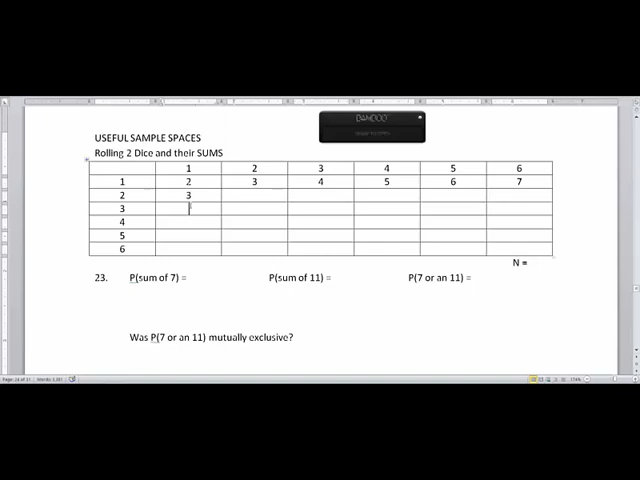 BAMBOO
USEFUL SAMPLE SPACES
Rolling 2 Dice and their SUMS
1 2 3 4 5 6
1 2 3 4 5 6 7
2 3
3
4
5
6
N =
23. P(sum of 7) = P(sum of 11) = P(7 or an 11) =
Was P(7 or an 11) mutually exclusive?